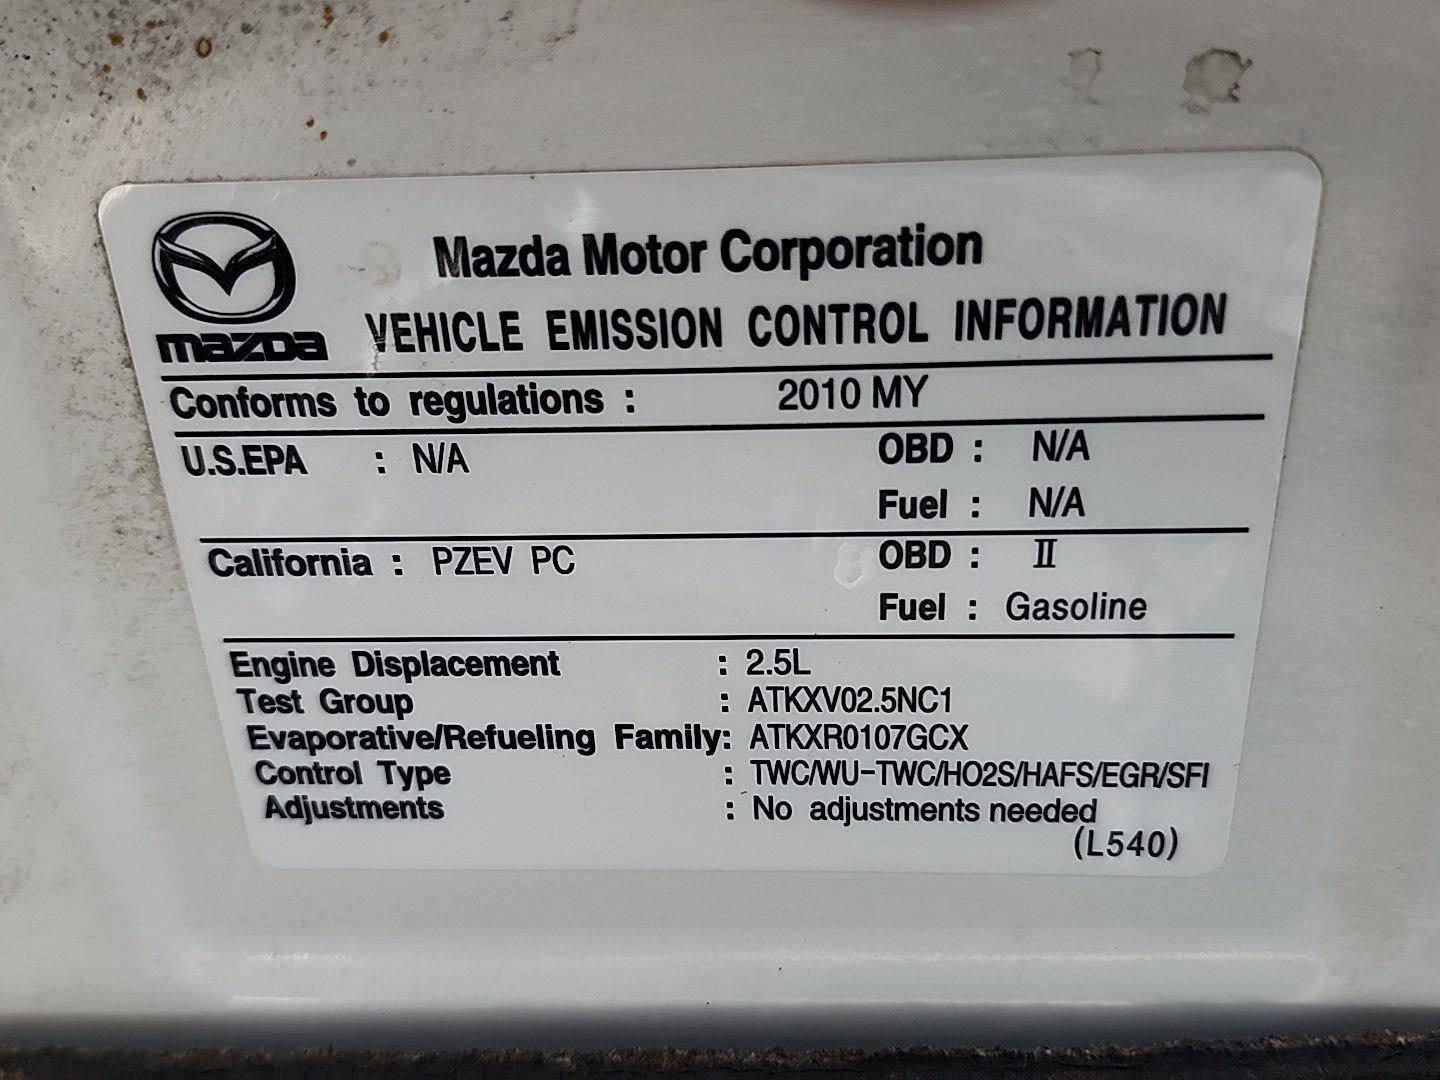 Mazda Motor Corporation
mazda
VEHICLE EMISSION CONTROL INFORMATION
Conforms to regulations : 2010 MY
U.S.EPA : N/A OBD : N/A
Fuel : N/A
California : PZEV PC OBD : II
Fuel : Gasoline
Engine Displacement : 2.5L
Test Group : ATKXV02.5NC1
Evaporative/Refueling Family: ATKXR0107GCX
Control Type : TWC/WU-TWC/HO2S/HAFS/EGR/SFI
Adjustments : No adjustments needed
(L540)